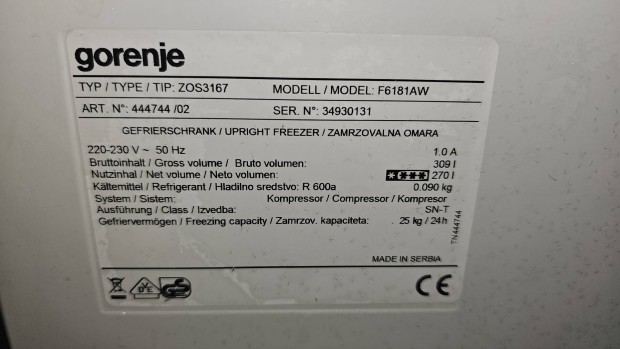 gorenje
TYP / TYPE / TIP: ZOS3167 MODELL / MODEL: F6181AW
ART. N°: 444744 /02 SER. N°: 34930131
GEFRIERSCHRANK / UPRIGHT FREEZER / ZAMRZOVALNA OMARA
220-230 V ~ 50 Hz 1.0 A
Bruttoinhalt / Gross volume / Bruto volumen: 309 l
Nutzinhal / Net volume / Neto volumen: 270 l
Kältemittel / Refrigerant / Hladilno sredstvo: R 600a 0.090 kg
System / Sistem: Kompressor / Compressor / Kompresor
Ausführung / Class / Izvedba: SN-T
Gefriervermögen / Freezing capacity / Zamrzov. kapaciteta: 25 kg / 24h
TN444744
MADE IN SERBIA
VDE GS CE